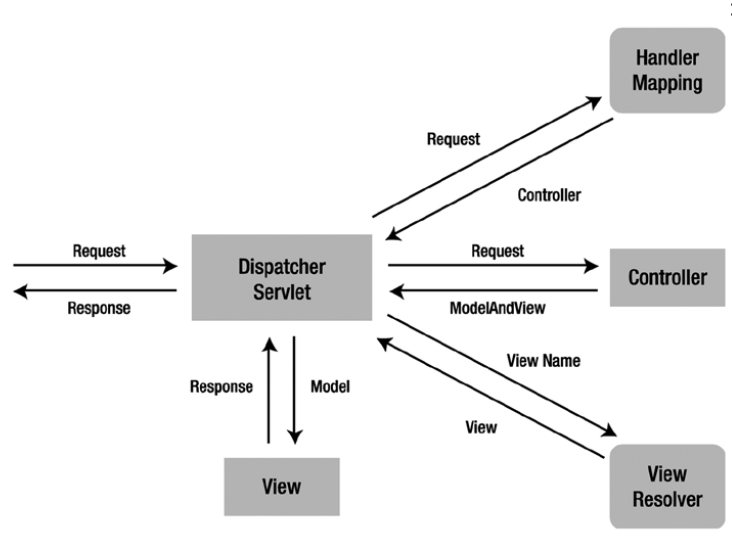 Handler
Mapping
Request
Controller
Request
Response
Dispatcher
Servlet
Request
ModelAndView
Controller
View Name
View
Response
Model
View
View
Resolver